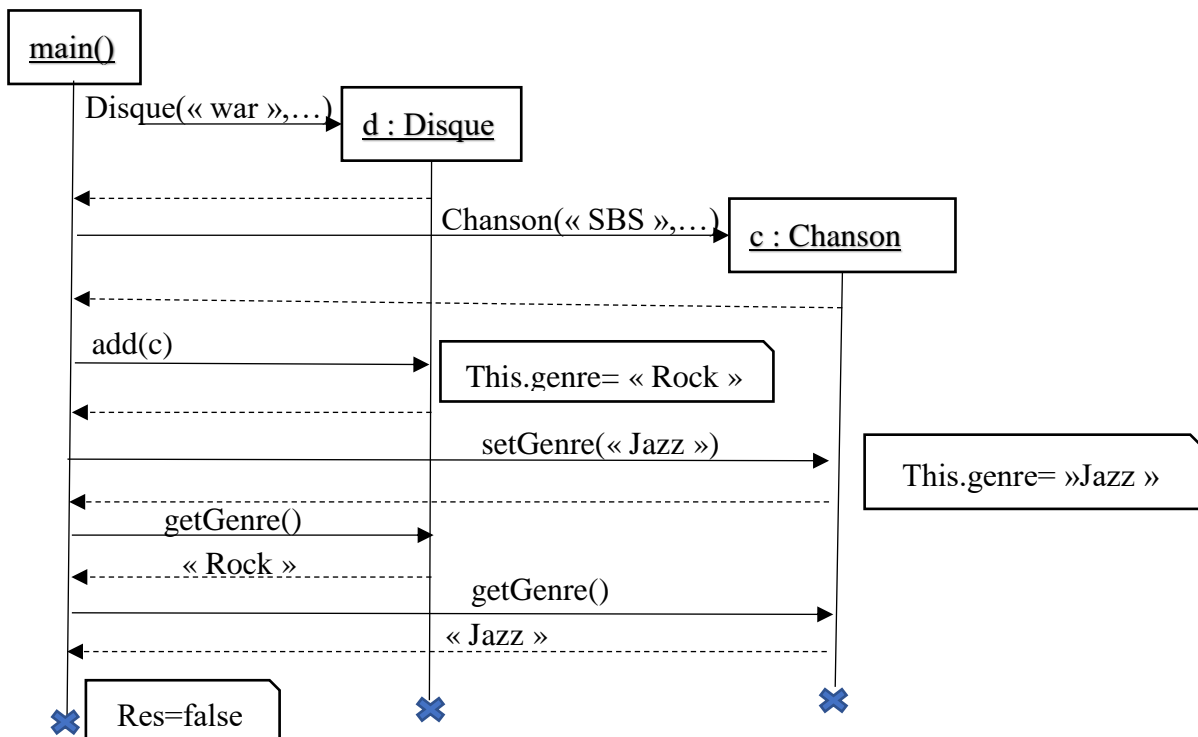 main()
Disque(« war »,…)
d : Disque
Chanson(« SBS »,…)
c : Chanson
add(c)
This.genre= « Rock »
setGenre(« Jazz »)
This.genre= »Jazz »
getGenre()
« Rock »
getGenre()
« Jazz »
Res=false